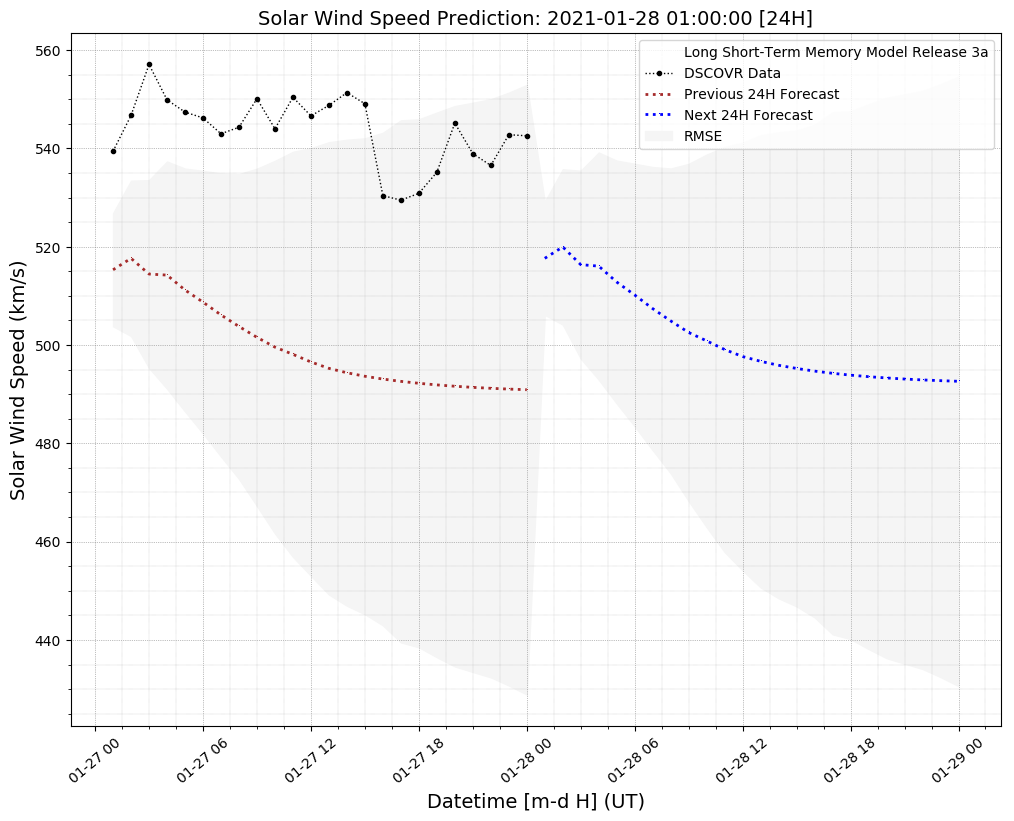 Solar Wind Speed Prediction: 2021-01-28 01:00:00 [24H]
Long Short-Term Memory Model Release 3a
DSCOVR Data
Previous 24H Forecast
Next 24H Forecast
RMSE
Solar Wind Speed (km/s)
560
540
520
500
480
460
440
01-27 00
01-27 06
01-27 12
01-27 18
01-28 00
01-28 06
01-28 12
01-28 18
01-29 00
Datetime [m-d H] (UT)